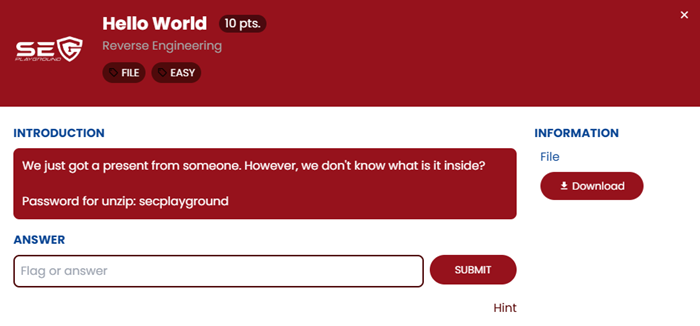 Hello World
10 pts.
Reverse Engineering
SEC
PLAYGROUND
FILE
EASY
×
INTRODUCTION
We just got a present from someone. However, we don't know what is it inside?
Password for unzip: secplayground
INFORMATION
File
Download
ANSWER
Flag or answer
SUBMIT
Hint